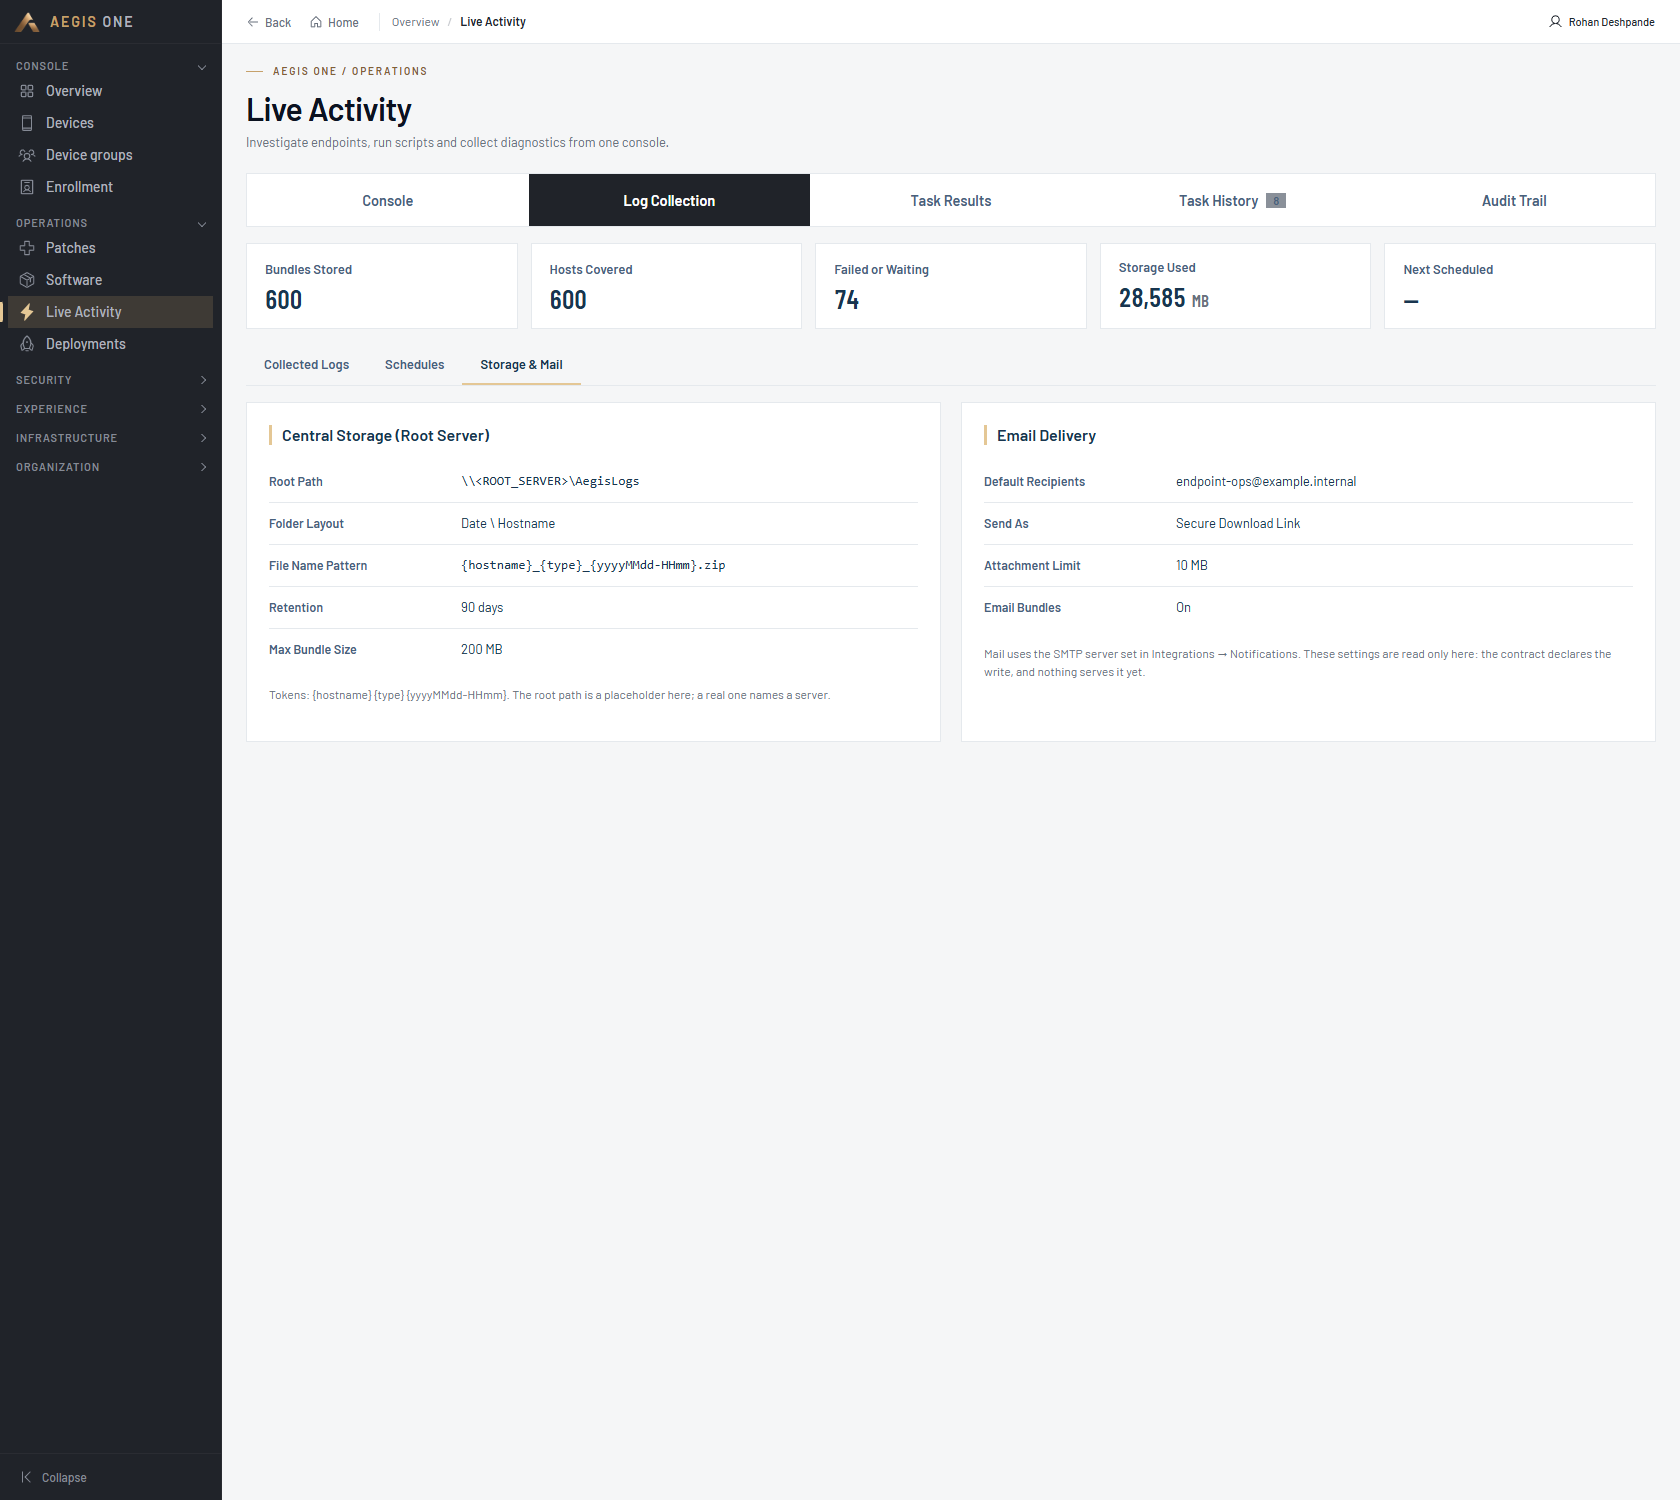 AEGIS ONE
CONSOLE
Overview
Devices
Device groups
Enrollment
OPERATIONS
Patches
Software
Live Activity
Deployments
SECURITY
EXPERIENCE
INFRASTRUCTURE
ORGANIZATION
Collapse
Back Home Overview / Live Activity Rohan Deshpande
AEGIS ONE / OPERATIONS
Live Activity
Investigate endpoints, run scripts and collect diagnostics from one console.
Console Log Collection Task Results Task History 8 Audit Trail
Bundles Stored
600
Hosts Covered
600
Failed or Waiting
74
Storage Used
28,585 MB
Next Scheduled
—
Collected Logs Schedules Storage & Mail
Central Storage (Root Server)
Root Path \\<ROOT_SERVER>\AegisLogs
Folder Layout Date \ Hostname
File Name Pattern {hostname}_{type}_{yyyyMMdd-HHmm}.zip
Retention 90 days
Max Bundle Size 200 MB
Tokens: {hostname} {type} {yyyyMMdd-HHmm}. The root path is a placeholder here; a real one names a server.
Email Delivery
Default Recipients endpoint-ops@example.internal
Send As Secure Download Link
Attachment Limit 10 MB
Email Bundles On
Mail uses the SMTP server set in Integrations → Notifications. These settings are read only here: the contract declares the
write, and nothing serves it yet.